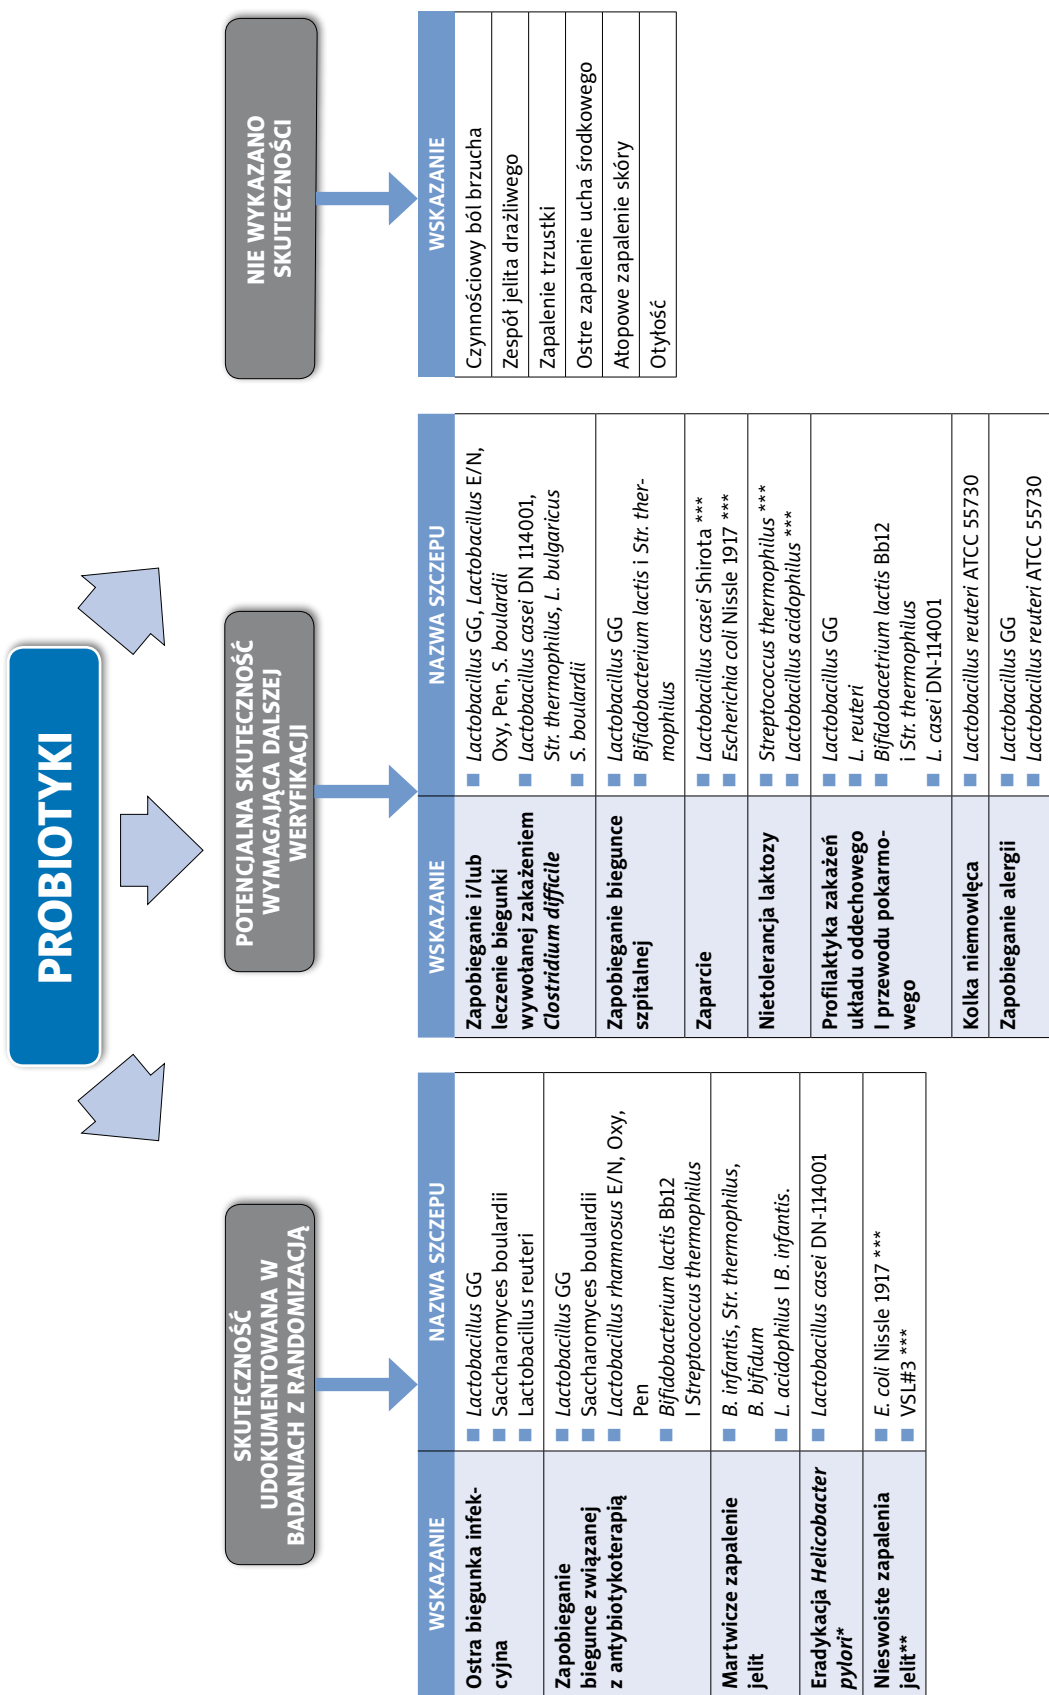 PROBIOTYKI
SKUTECZNOŚĆ
UDOKUMENTOWANA W
BADANIACH Z RANDOMIZACJĄ
WSKAZANIE
NAZWA SZCZEPU
Ostra biegunka infek-
cyjna
Lactobacillus GG
Saccharomyces boulardii
Lactobacillus reuteri
Zapobieganie
biegunce związanej
z antybiotykoterapią
Lactobacillus GG
Saccharomyces boulardii
Lactobacillus rhamnosus E/N, Oxy,
Pen
Bifidobacterium lactis Bb12
I Streptococcus thermophilus
Martwicze zapalenie
jelit
B. infantis, Str. thermophilus,
B. bifidum
L. acidophilus I B. infantis.
Eradykacja Helicobacter
pylori*
Lactobacillus casei DN-114001
Nieswoiste zapalenia
jelit**
E. coli Nissle 1917 ***
VSL#3 ***
POTENCJALNA SKUTECZNOŚĆ
WYMAGAJĄCA DALSZEJ
WERYFIKACJI
WSKAZANIE
NAZWA SZCZEPU
Zapobieganie i/lub
leczenie biegunki
wywołanej zakażeniem
Clostridium difficile
Lactobacillus GG, Lactobacillus E/N,
Oxy, Pen, S. boulardii
Lactobacillus casei DN 114001,
Str. thermophilus, L. bulgaricus
S. boulardii
Zapobieganie biegunce
szpitalnej
Lactobacillus GG
Bifidobacterium lactis i Str. ther-
mophilus
Zaparcie
Lactobacillus casei Shirota ***
Escherichia coli Nissle 1917 ***
Nietolerancja laktozy
Streptococcus thermophilus ***
Lactobacillus acidophilus ***
Profilaktyka zakażeń
układu oddechowego
I przewodu pokarmo-
wego
Lactobacillus GG
L. reuteri
Bifidobacetrium lactis Bb12
i Str. thermophilus
L. casei DN-114001
Kolka niemowlęca
Lactobacillus reuteri ATCC 55730
Zapobieganie alergii
Lactobacillus GG
Lactobacillus reuteri ATCC 55730
NIE WYKAZANO
SKUTECZNOŚCI
WSKAZANIE
Czynnościowy ból brzucha
Zespół jelita drażliwego
Zapalenie trzustki
Ostre zapalenie ucha środkowego
Atopowe zapalenie skóry
Otyłość